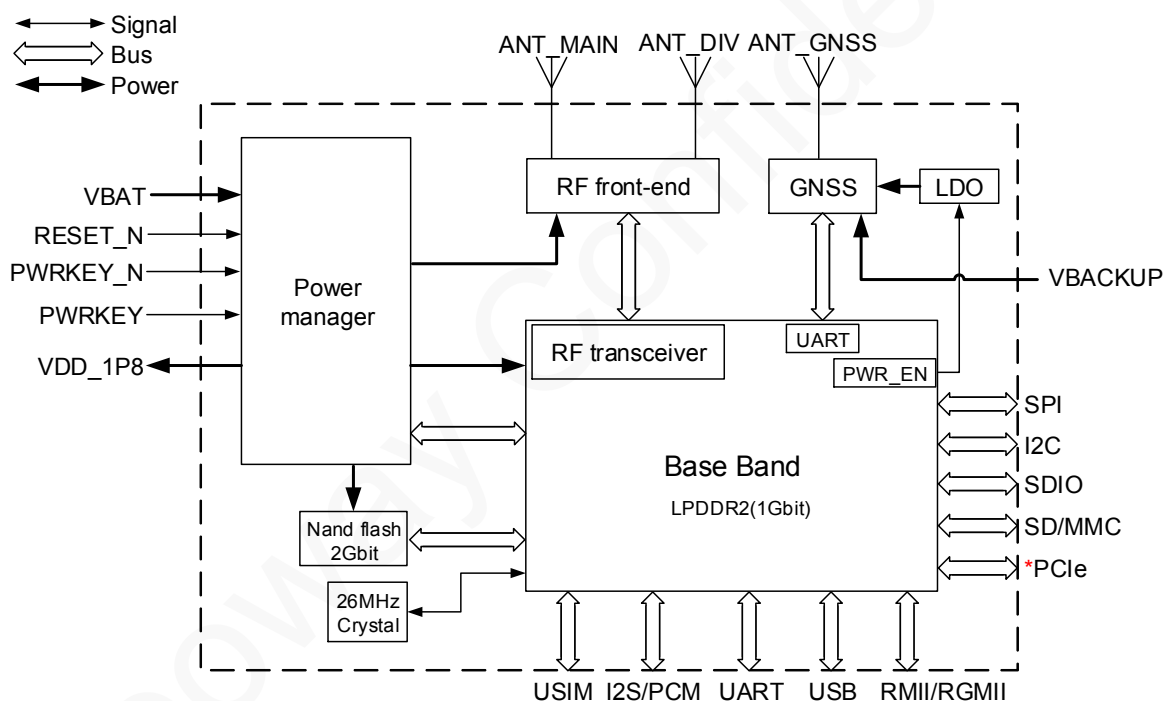 Signal
Bus
Power
ANT_MAIN
ANT_DIV
ANT_GNSS
VBAT
RESET_N
PWRKEY_N
PWRKEY
VDD_1P8
Power
manager
RF front-end
GNSS
LDO
VBACKUP
RF transceiver
UART
PWR_EN
Base Band
LPDDR2(1Gbit)
Nand flash
2Gbit
26MHz
Crystal
SPI
I2C
SDIO
SD/MMC
*PCIe
USIM
I2S/PCM
UART
USB
RMII/RGMII